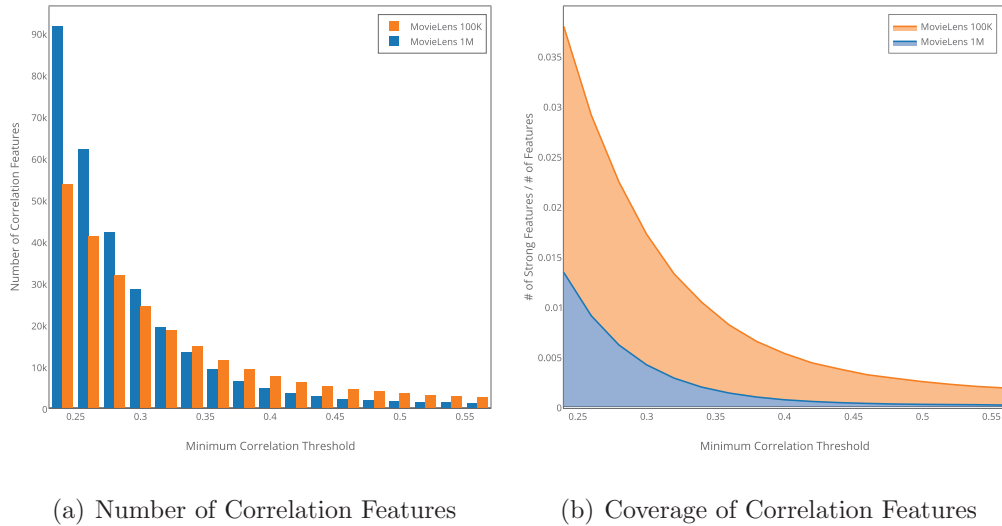 MovieLens 100K
MovieLens 1M
90k
80k
70k
60k
50k
40k
30k
20k
10k
0
Number of Correlation Features
0.25
0.3
0.35
0.4
0.45
0.5
0.55
Minimum Correlation Threshold
(a) Number of Correlation Features
MovieLens 100K
MovieLens 1M
0.035
0.03
0.025
0.02
0.015
0.01
0.005
0
# of Strong Features / # of Features
0.25
0.3
0.35
0.4
0.45
0.5
0.55
Minimum Correlation Threshold
(b) Coverage of Correlation Features